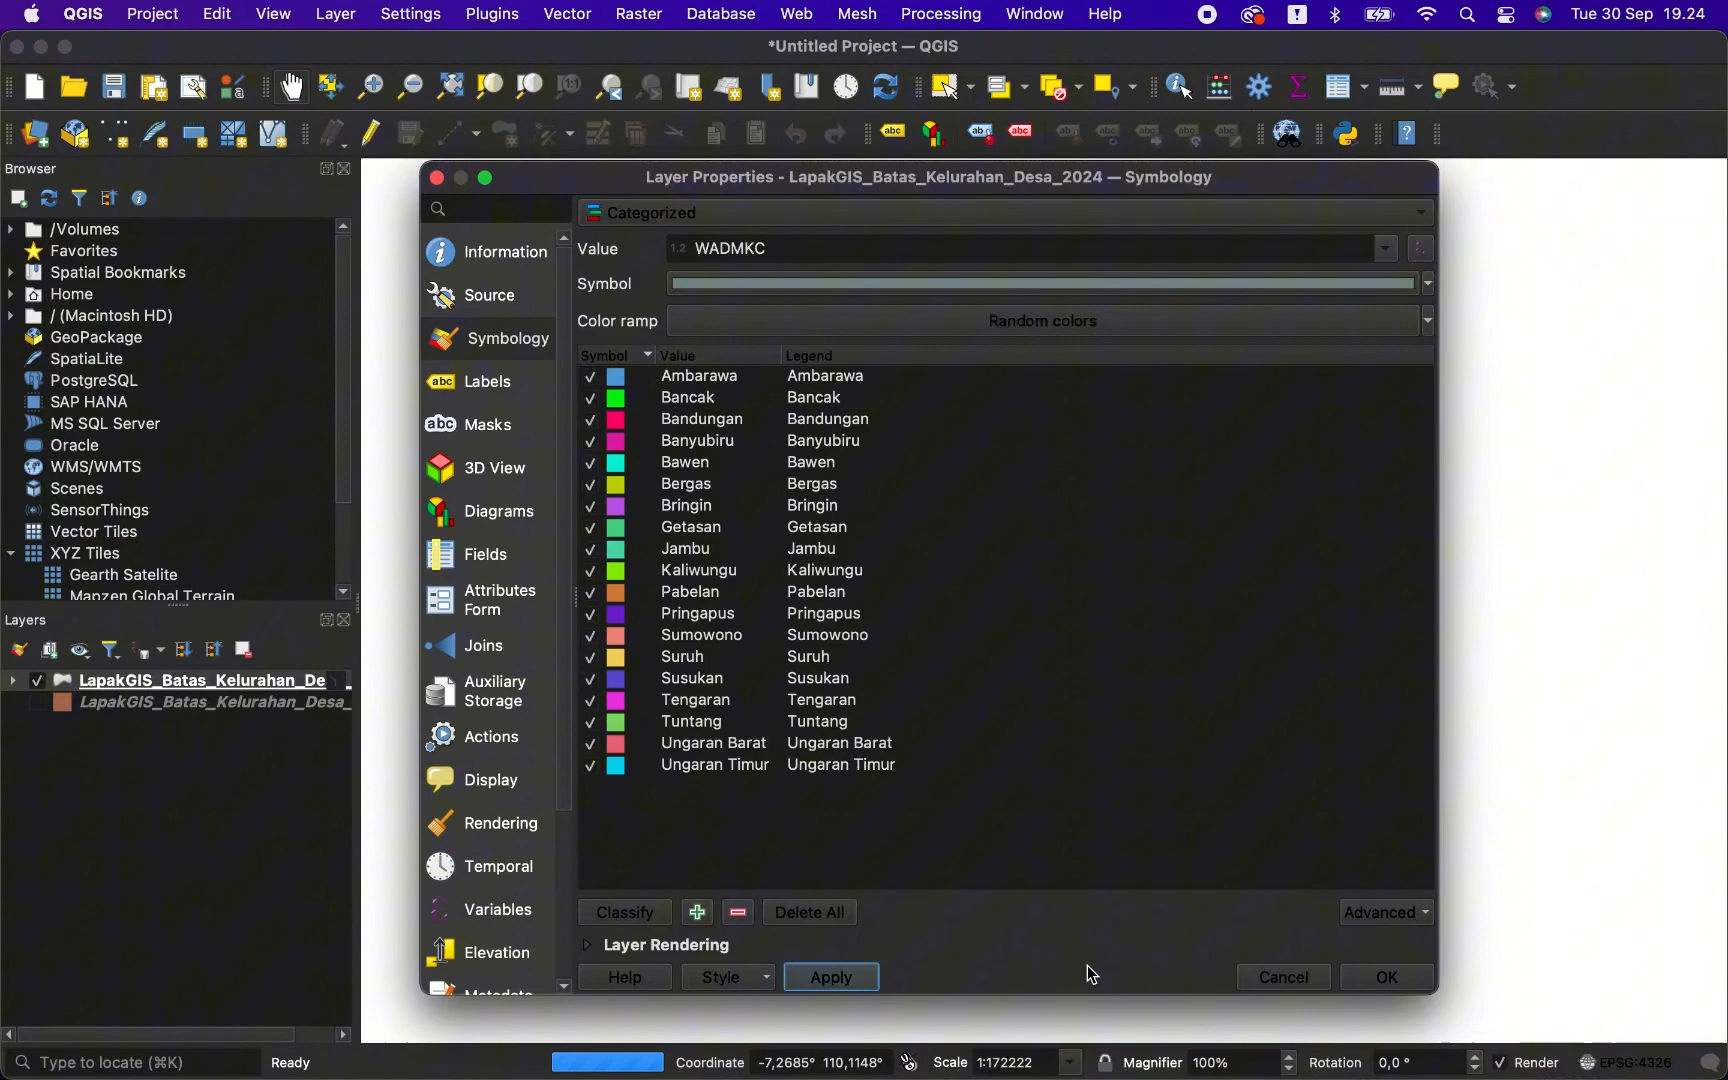 QGIS Project Edit View Layer Settings Plugins Vector Raster Database Web Mesh Processing Window Help Tue 30 Sep 19.24
*Untitled Project — QGIS
Browser
/Volumes
Favorites
Spatial Bookmarks
Home
/ (Macintosh HD)
GeoPackage
SpatiaLite
PostgreSQL
SAP HANA
MS SQL Server
Oracle
WMS/WMTS
Scenes
SensorThings
Vector Tiles
XYZ Tiles
Gearth Satelite
Mapzen Global Terrain
Layers
LapakGIS_Batas_Kelurahan_De
LapakGIS_Batas_Kelurahan_Desa_
Layer Properties - LapakGIS_Batas_Kelurahan_Desa_2024 — Symbology
Information
Source
Symbology
abc Labels
abc Masks
3D View
Diagrams
Fields
Attributes
Form
Joins
Auxiliary
Storage
Actions
Display
Rendering
Temporal
Variables
Elevation
Metadata
Categorized
Value 1.2 WADMKC
Symbol
Color ramp Random colors
Symbol Value Legend
Ambarawa Ambarawa
Bancak Bancak
Bandungan Bandungan
Banyubiru Banyubiru
Bawen Bawen
Bergas Bergas
Bringin Bringin
Getasan Getasan
Jambu Jambu
Kaliwungu Kaliwungu
Pabelan Pabelan
Pringapus Pringapus
Sumowono Sumowono
Suruh Suruh
Susukan Susukan
Tengaran Tengaran
Tuntang Tuntang
Ungaran Barat Ungaran Barat
Ungaran Timur Ungaran Timur
Classify Delete All Advanced
Layer Rendering
Help Style Apply Cancel OK
Type to locate (⌘K) Ready Coordinate -7,2685° 110,1148° Scale 1:172222 Magnifier 100% Rotation 0,0 ° Render EPSG:4326